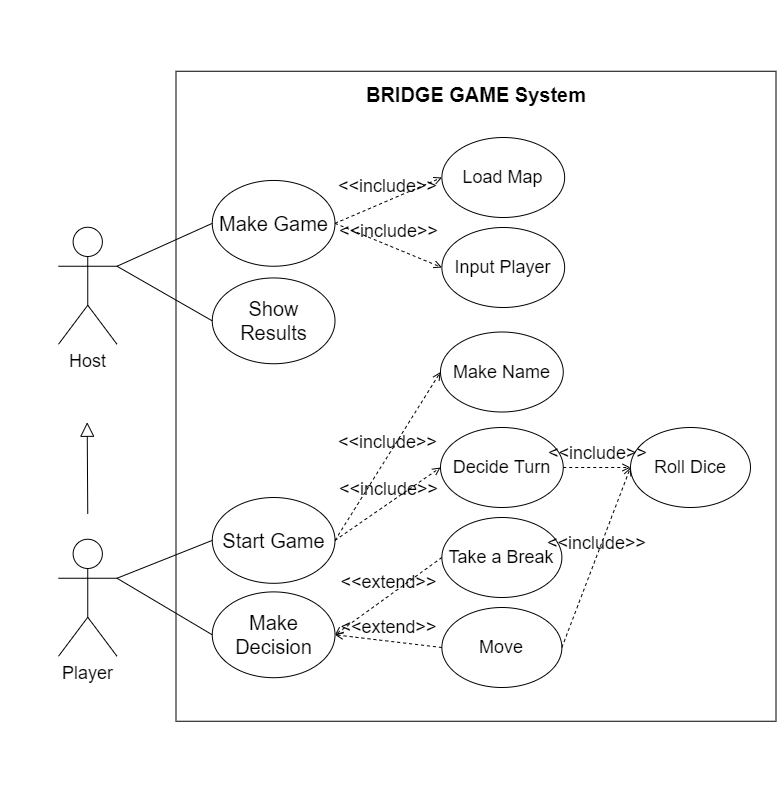 BRIDGE GAME System
Load Map
<<include>>
Make Game
<<include>>
Input Player
Show
Results
Host
Make Name
<<include>>
<<include>>
Decide Turn
Roll Dice
<<include>>
Start Game
<<include>>
Take a Break
<<extend>>
Make
Decision
<<extend>>
Move
Player